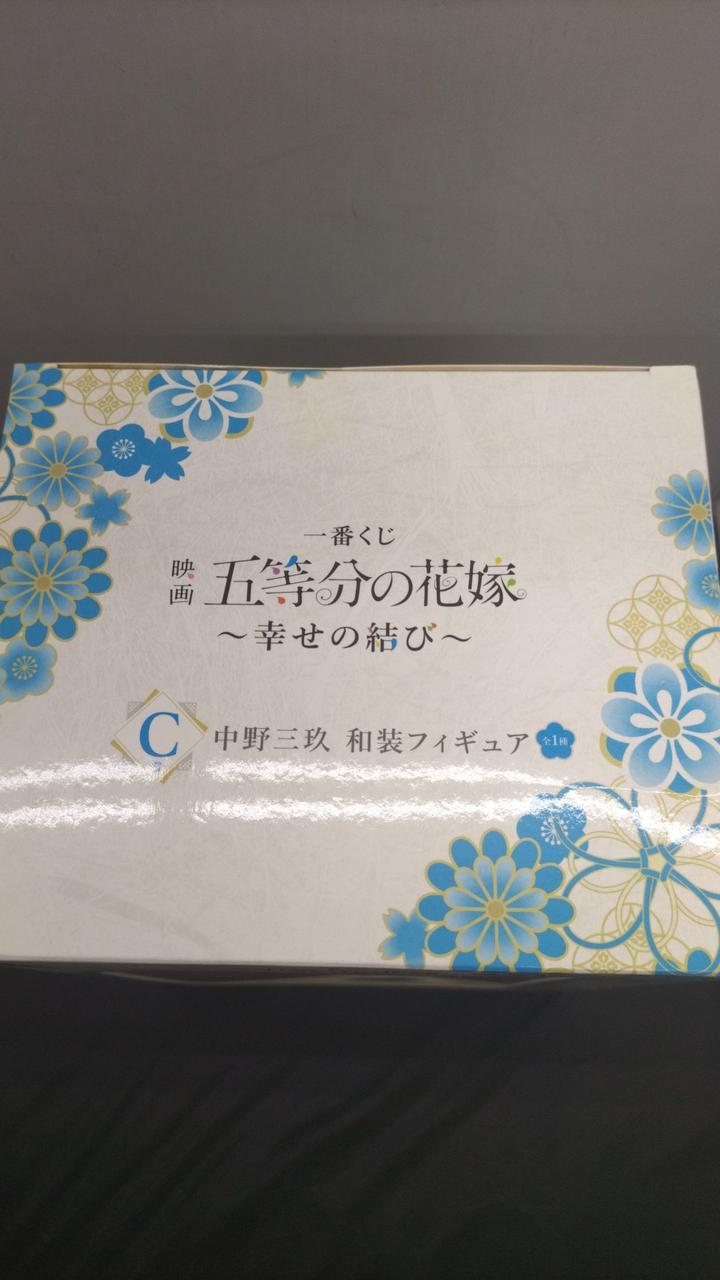 一番くじ
映画 五等分の花嫁
～幸せの結び～
C 中野三玖 和装フィギュア 全1種